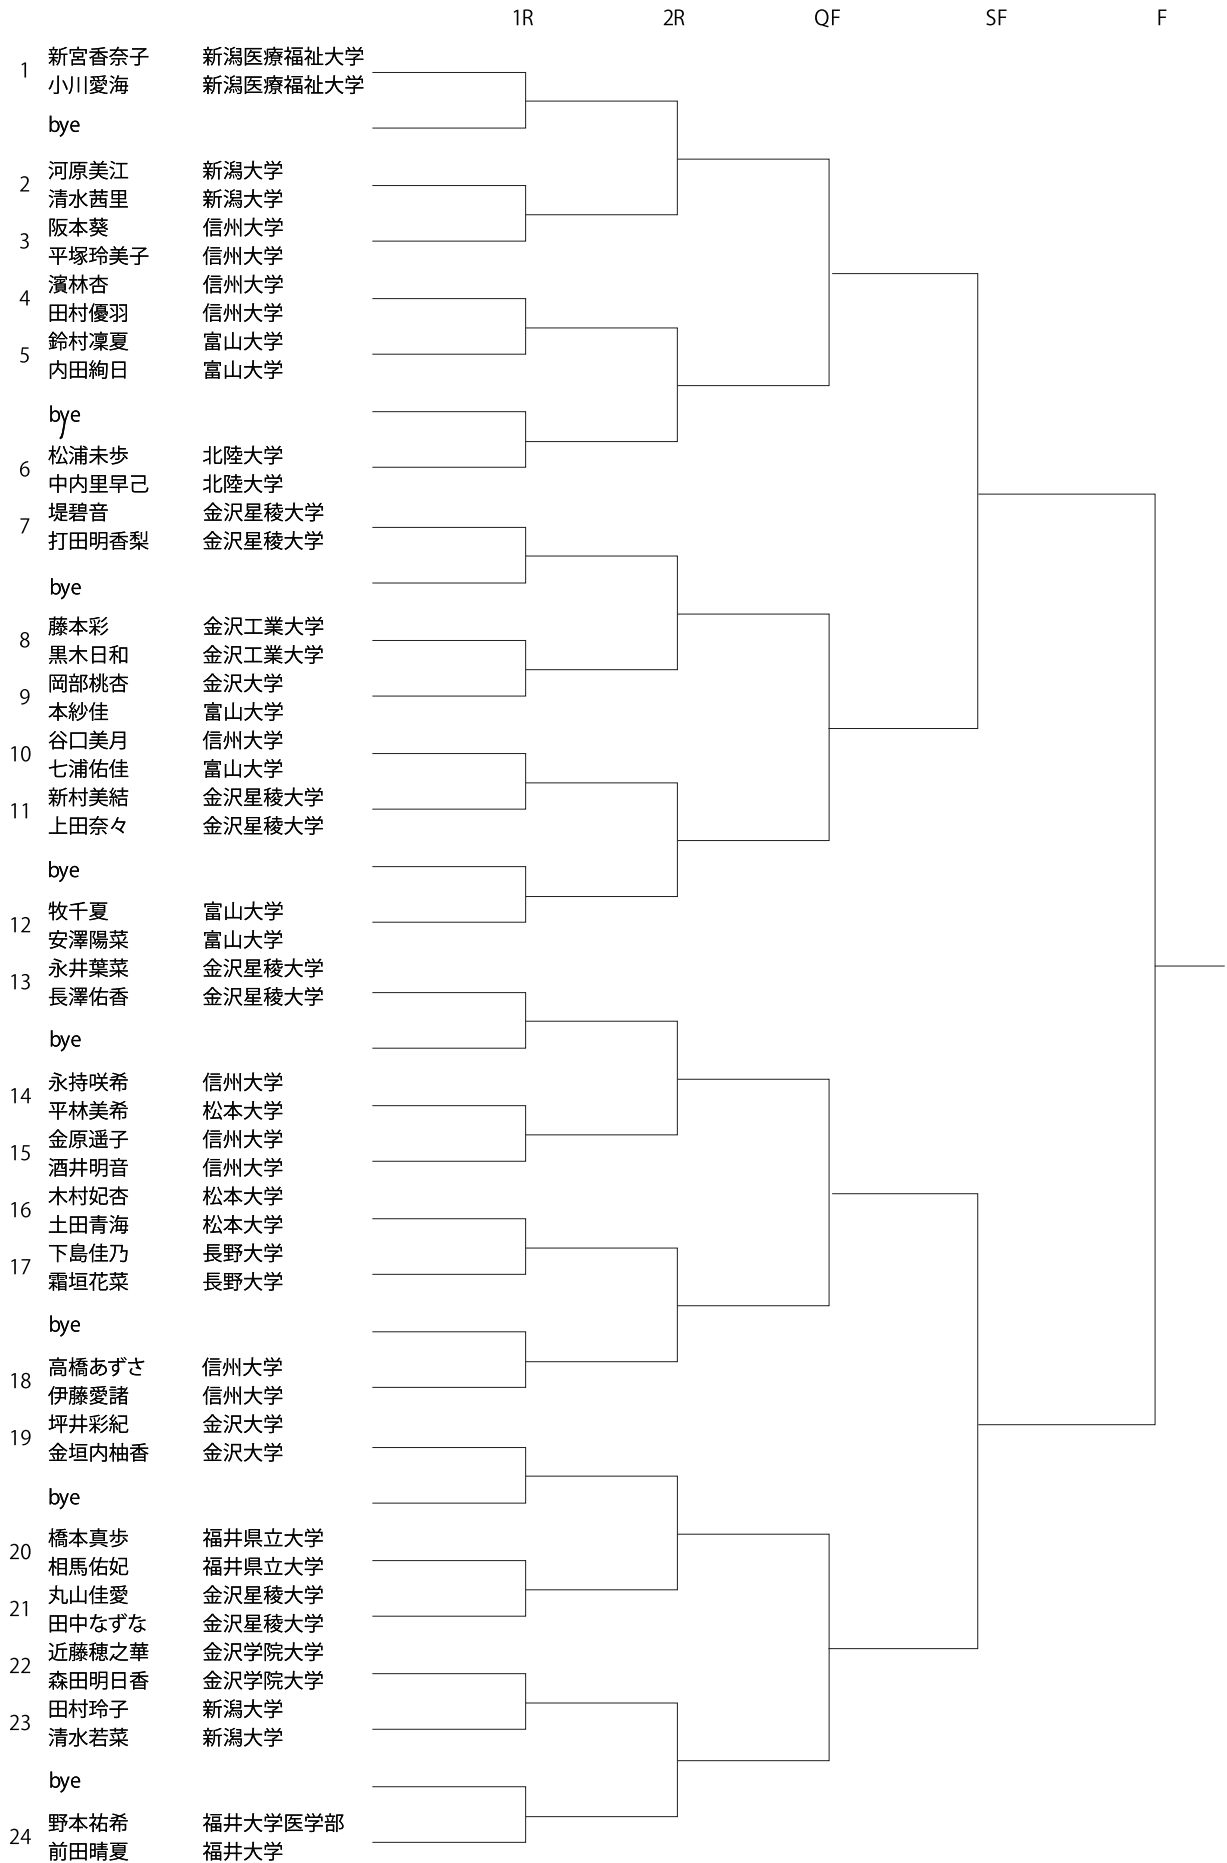 1R 2R QF SF F
新宮香奈子 新潟医療福祉大学
1
小川愛海 新潟医療福祉大学
bye
河原美江 新潟大学
2
清水茜里 新潟大学
阪本葵 信州大学
3
平塚玲美子 信州大学
濱林杏 信州大学
4
田村優羽 信州大学
鈴村凜夏 富山大学
5
内田絢日 富山大学
bye
松浦未歩 北陸大学
6
中内里早己 北陸大学
堤碧音 金沢星稜大学
7
打田明香梨 金沢星稜大学
bye
藤本彩 金沢工業大学
8
黒木日和 金沢工業大学
岡部桃杏 金沢大学
9
本紗佳 富山大学
谷口美月 信州大学
10
七浦佑佳 富山大学
新村美結 金沢星稜大学
11
上田奈々 金沢星稜大学
bye
牧千夏 富山大学
12
安澤陽菜 富山大学
永井葉菜 金沢星稜大学
13
長澤佑香 金沢星稜大学
bye
永持咲希 信州大学
14
平林美希 松本大学
金原遥子 信州大学
15
酒井明音 信州大学
木村妃杏 松本大学
16
土田青海 松本大学
下島佳乃 長野大学
17
霜垣花菜 長野大学
bye
高橋あずさ 信州大学
18
伊藤愛諸 信州大学
坪井彩紀 金沢大学
19
金垣内柚香 金沢大学
bye
橋本真歩 福井県立大学
20
相馬佑妃 福井県立大学
丸山佳愛 金沢星稜大学
21
田中なずな 金沢星稜大学
近藤穂之華 金沢学院大学
22
森田明日香 金沢学院大学
田村玲子 新潟大学
23
清水若菜 新潟大学
bye
野本祐希 福井大学医学部
24
前田晴夏 福井大学